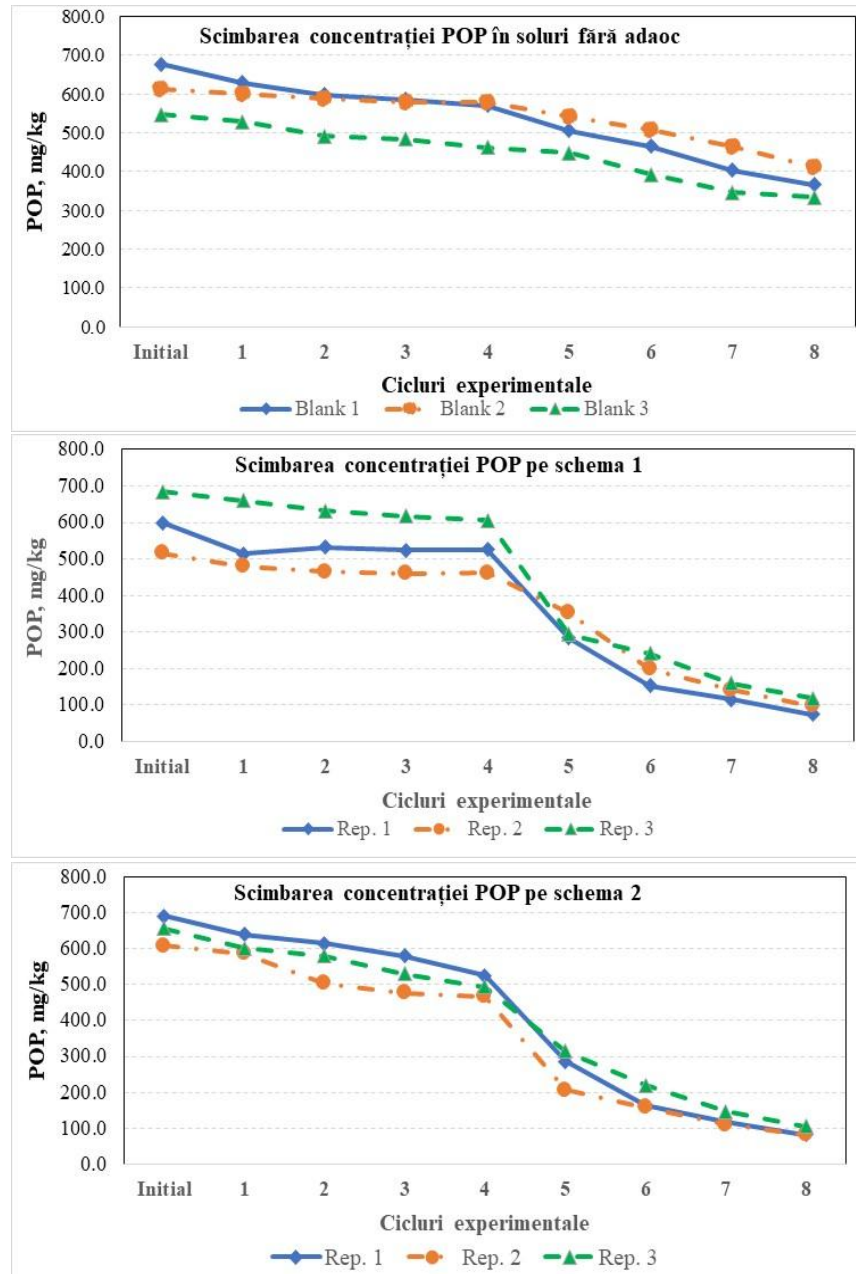 Scimbarea concentrației POP în soluri fără adaoc
800.0
700.0
600.0
500.0
400.0
300.0
200.0
100.0
0.0
POP, mg/kg
Initial 1 2 3 4 5 6 7 8
Cicluri experimentale
Blank 1 Blank 2 Blank 3
Scimbarea concentrației POP pe schema 1
800.0
700.0
600.0
500.0
400.0
300.0
200.0
100.0
0.0
POP, mg/kg
Initial 1 2 3 4 5 6 7 8
Cicluri experimentale
Rep. 1 Rep. 2 Rep. 3
Scimbarea concentrației POP pe schema 2
800.0
700.0
600.0
500.0
400.0
300.0
200.0
100.0
0.0
POP, mg/kg
Initial 1 2 3 4 5 6 7 8
Cicluri experimentale
Rep. 1 Rep. 2 Rep. 3